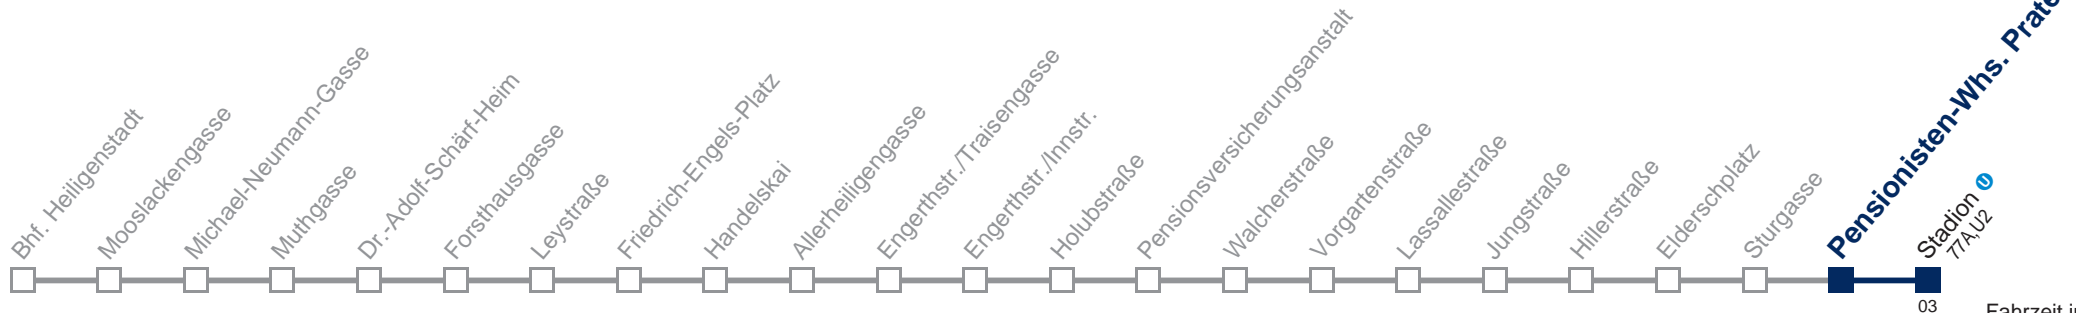 Bhf. Heiligenstadt
Mooslackengasse
Michael-Neumann-Gasse
Muthgasse
Dr.-Adolf-Schärf-Heim
Forsthausgasse
Leystraße
Friedrich-Engels-Platz
Handelskai
Allerheiligengasse
Engerthstr./Traisengasse
Engerthstr./Innstr.
Holubstraße
Pensionsversicherungsanstalt
Walcherstraße
Vorgartenstraße
Lassallestraße
Jungstraße
Hillerstraße
Elderschplatz
Sturgasse
Pensionisten-Whs. Prate
Stadion U
77A,U2
03
Fahrzeit i